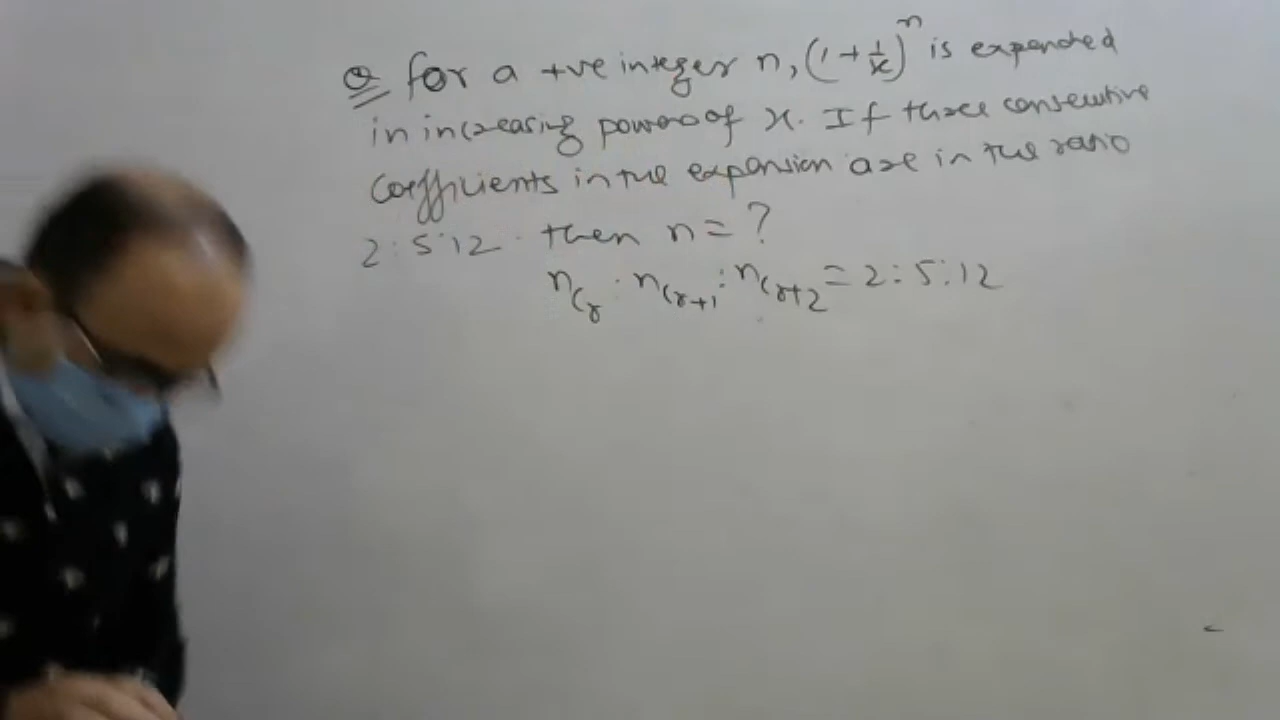 Q For a +ve integer n, (1 + 1/x)^n is expanded
in increasing powers of x. If three consecutive
coefficients in the expansion are in the ratio
2:5:12. then n = ?
nCr : nCr+1 : nCr+2 = 2:5:12